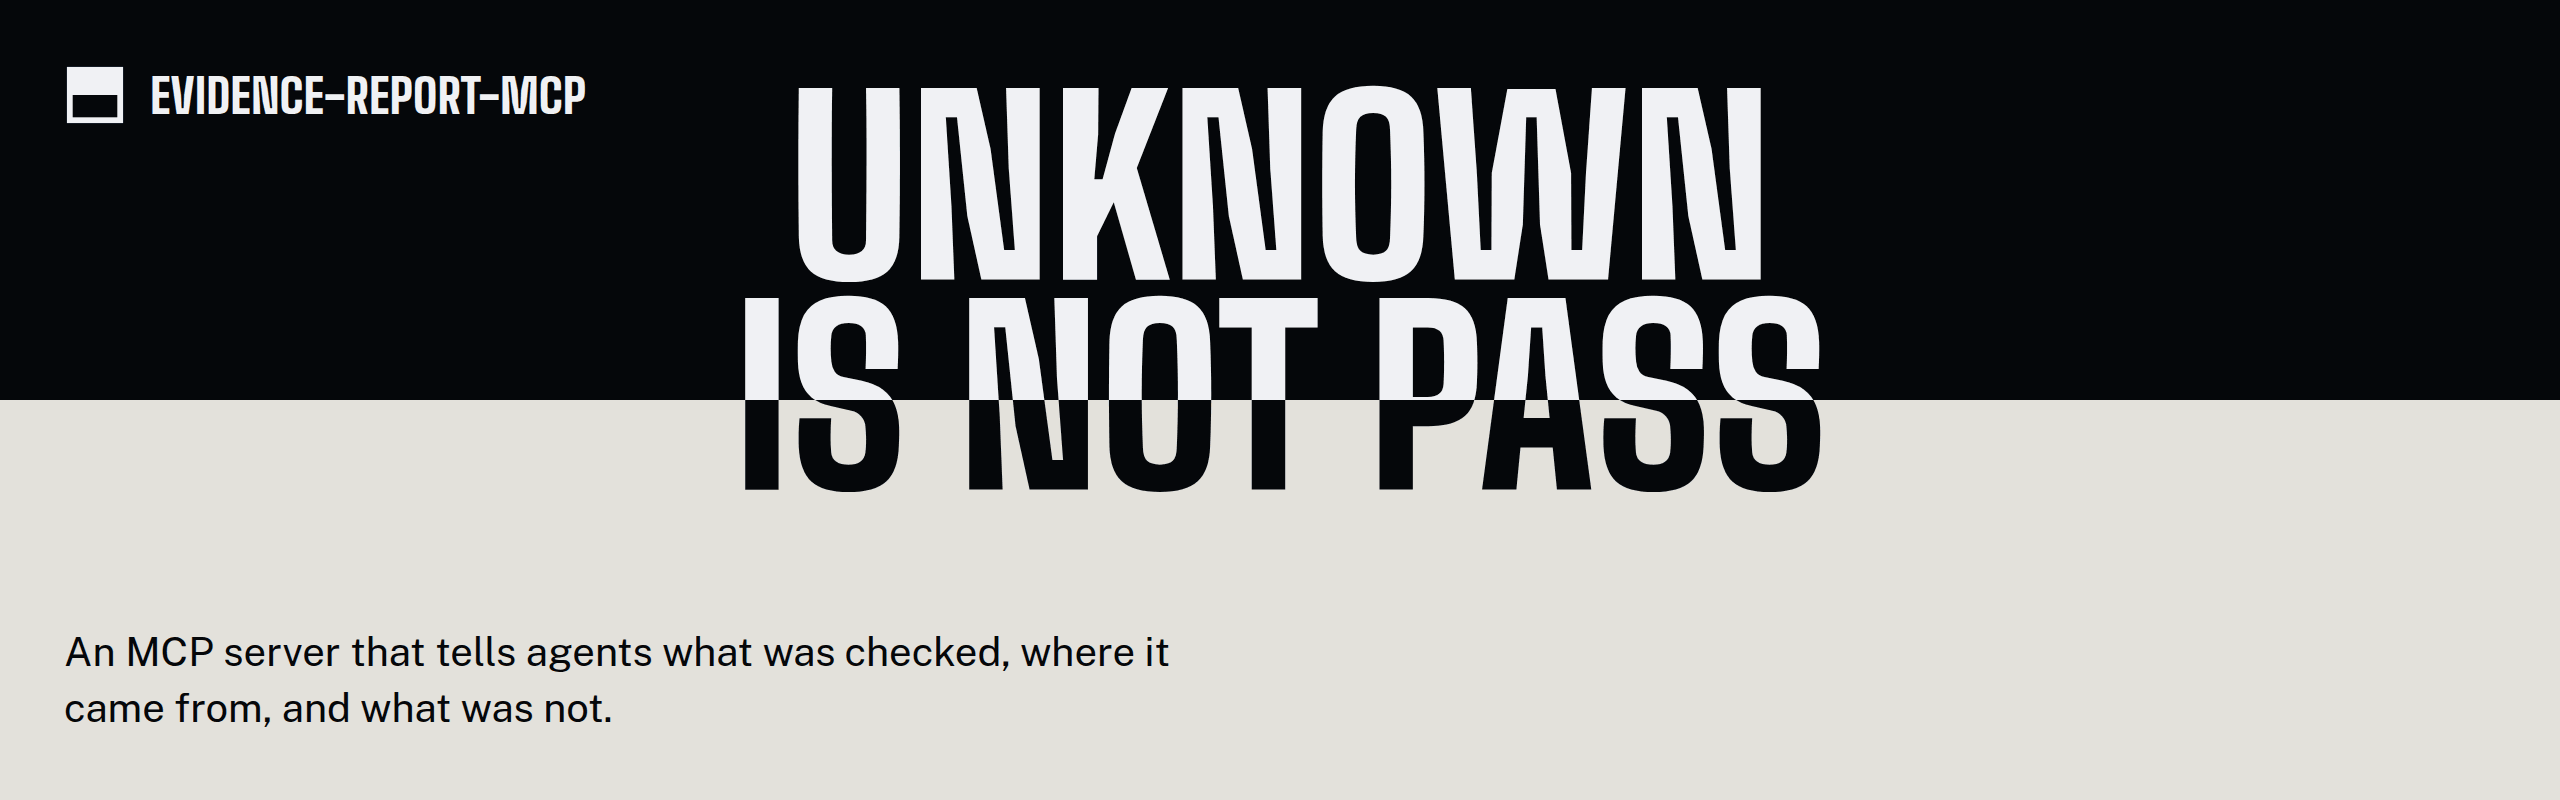 EVIDENCE–REPORT–MCP
UNKNOWN
IS NOT PASS
An MCP server that tells agents what was checked, where it
came from, and what was not.